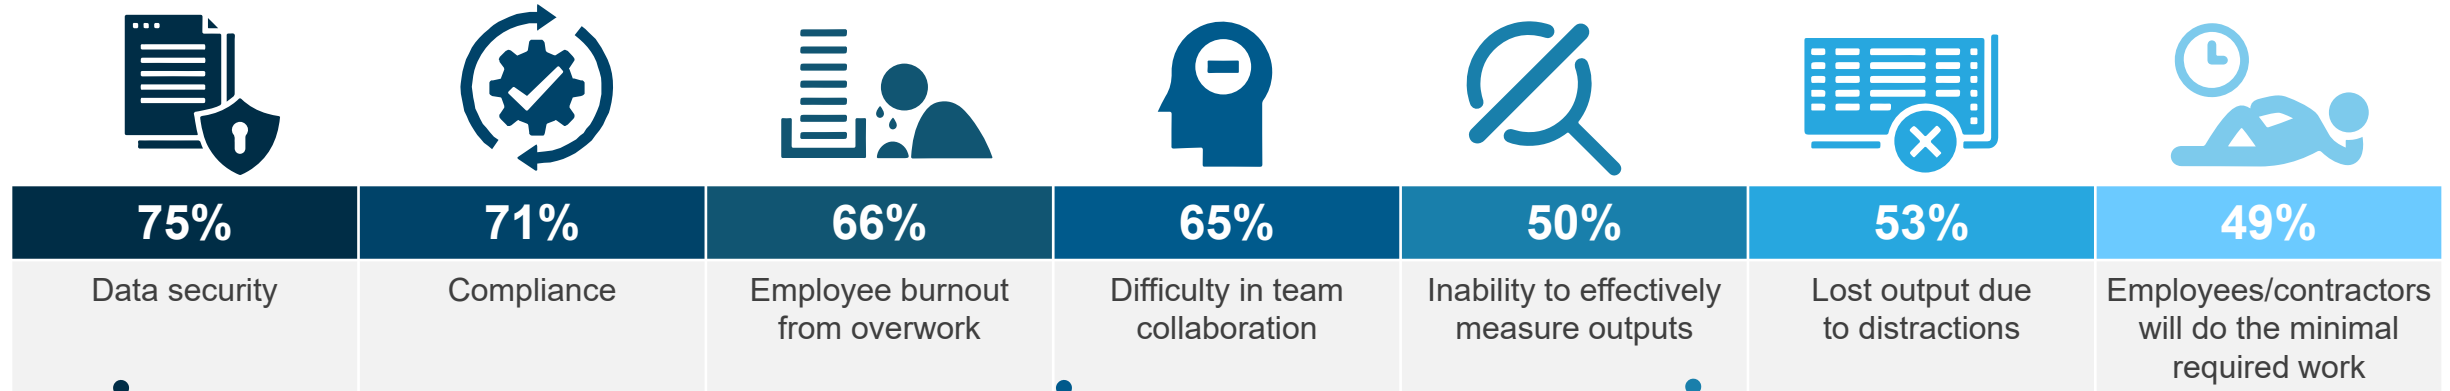 75%
71%
66%
65%
50%
53%
49%
Data security
Compliance
Employee burnout
from overwork
Difficulty in team
collaboration
Inability to effectively
measure outputs
Lost output due
to distractions
Employees/contractors
will do the minimal
required work